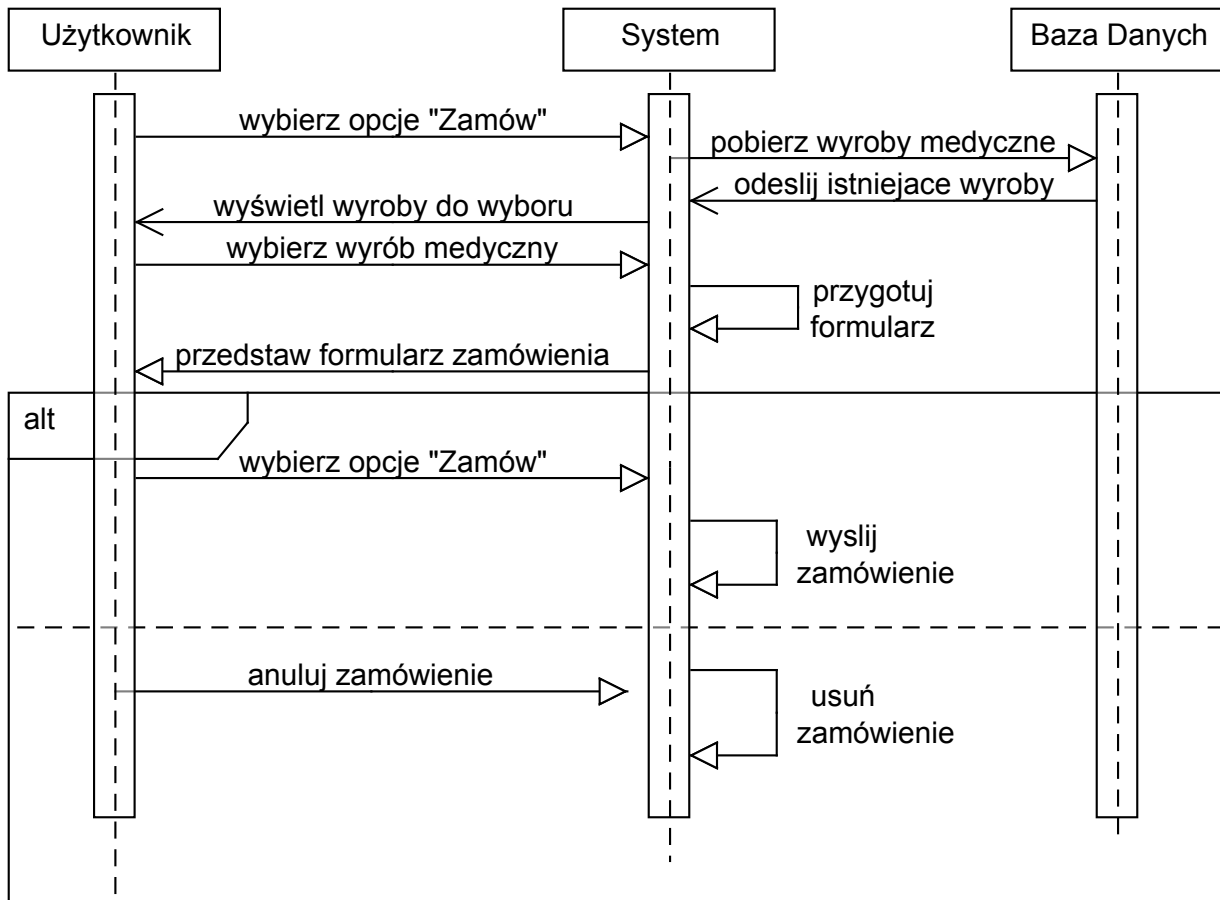 Użytkownik
System
Baza Danych
wybierz opcje "Zamów"
pobierz wyroby medyczne
odeslij istniejace wyroby
wyświetl wyroby do wyboru
wybierz wyrób medyczny
przygotuj
formularz
przedstaw formularz zamówienia
alt
wybierz opcje "Zamów"
wyslij
zamówienie
anuluj zamówienie
usuń
zamówienie